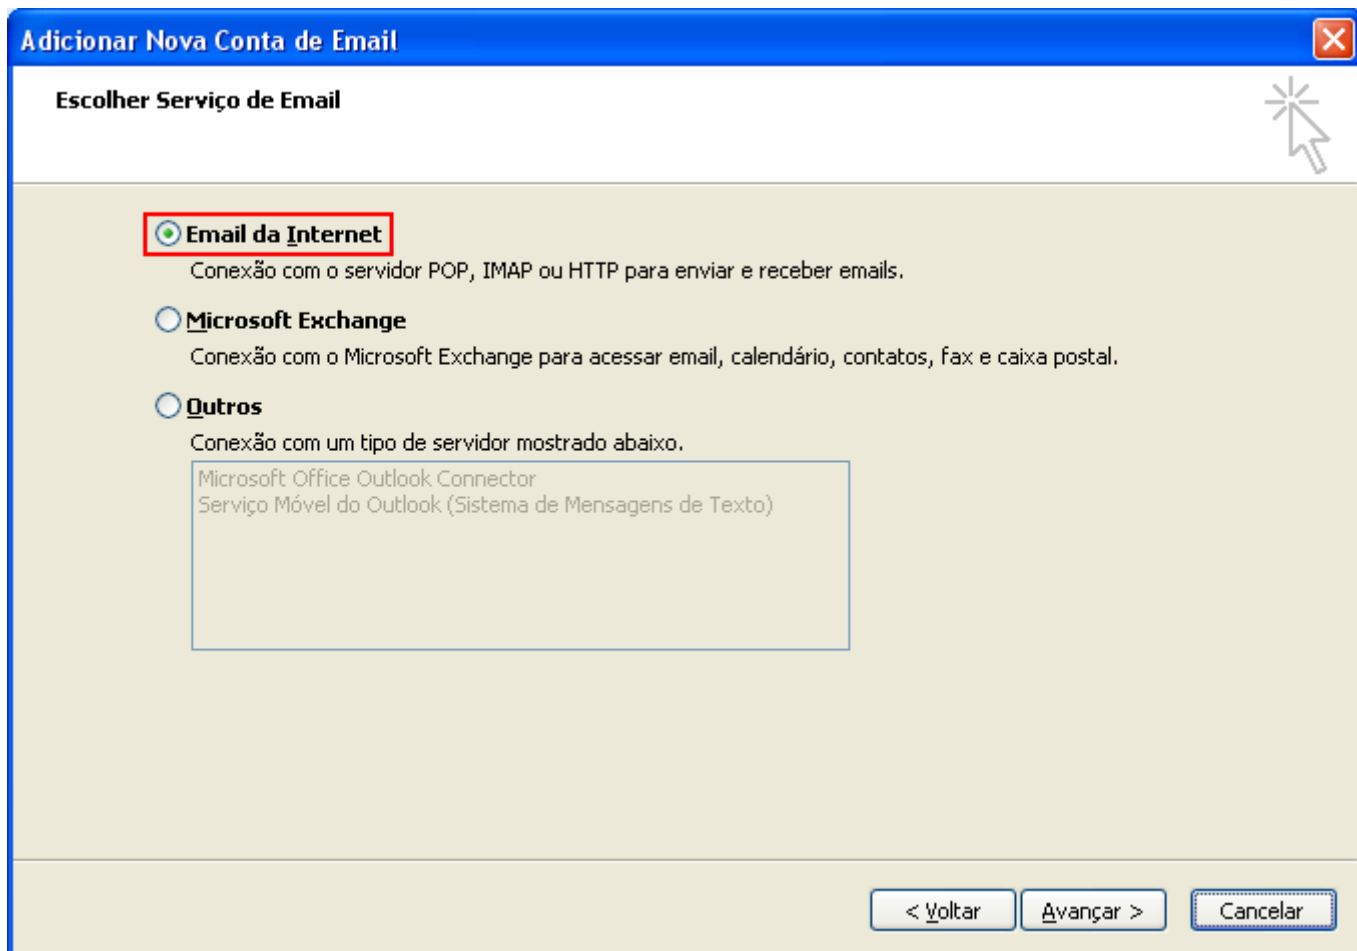 Adicionar Nova Conta de Email
Escolher Serviço de Email
Email da Internet
Conexão com o servidor POP, IMAP ou HTTP para enviar e receber emails.
Microsoft Exchange
Conexão com o Microsoft Exchange para acessar email, calendário, contatos, fax e caixa postal.
Outros
Conexão com um tipo de servidor mostrado abaixo.
Microsoft Office Outlook Connector
Serviço Móvel do Outlook (Sistema de Mensagens de Texto)
< Voltar Avançar > Cancelar